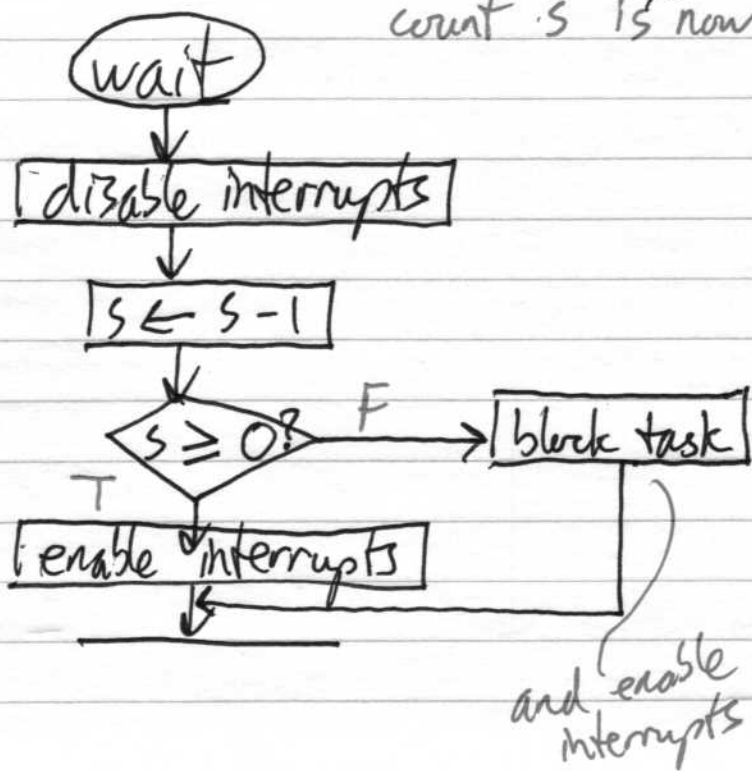 count s is now
wait
disable interrupts
s ← s - 1
s ≥ 0?
F
block task
T
enable interrupts
and enable
interrupts